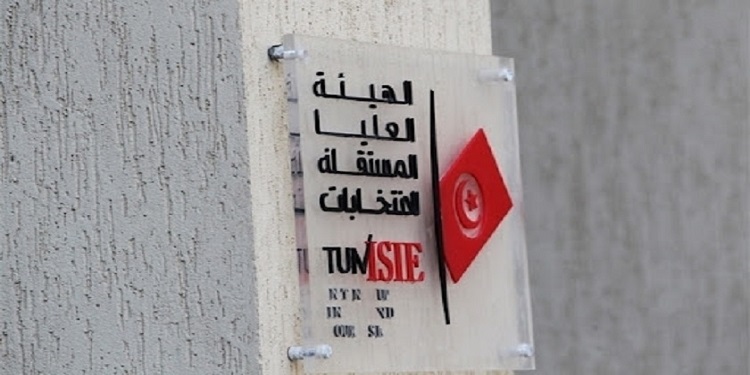 الهيئة
العليا
المستقلة
للانتخابات
TUNISIE